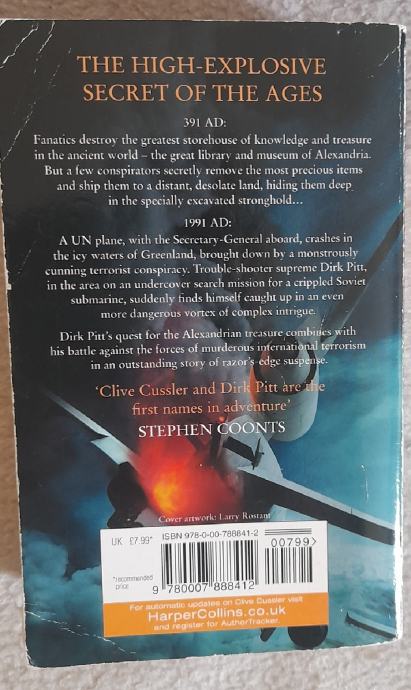 THE HIGH-EXPLOSIVE
SECRET OF THE AGES
391 AD:
Fanatics destroy the greatest storehouse of knowledge and treasure
in the ancient world – the great library and museum of Alexandria.
But a few conspirators secretly remove the most precious items
and ship them to a distant, desolate land, hiding them deep
in the specially excavated stronghold...
1991 AD:
A UN plane, with the Secretary-General aboard, crashes in
the icy waters of Greenland, brought down by a monstrously
cunning terrorist conspiracy. Trouble-shooter supreme Dirk Pitt,
in the area on an undercover search mission for a crippled Soviet
submarine, suddenly finds himself caught up in an even
more dangerous vortex of complex intrigue.
Dirk Pitt's quest for the Alexandrian treasure combines with
his battle against the forces of murderous international terrorism
in an outstanding story of razor's-edge suspense.
'Clive Cussler and Dirk Pitt are the
first names in adventure'
STEPHEN COONTS
Cover artwork: Larry Rostant
UK £7.99*
ISBN 978-0-00-788841-2
00799>
*recommended
price
9 780007 888412
For automatic updates on Clive Cussler visit
HarperCollins.co.uk
and register for AuthorTracker.